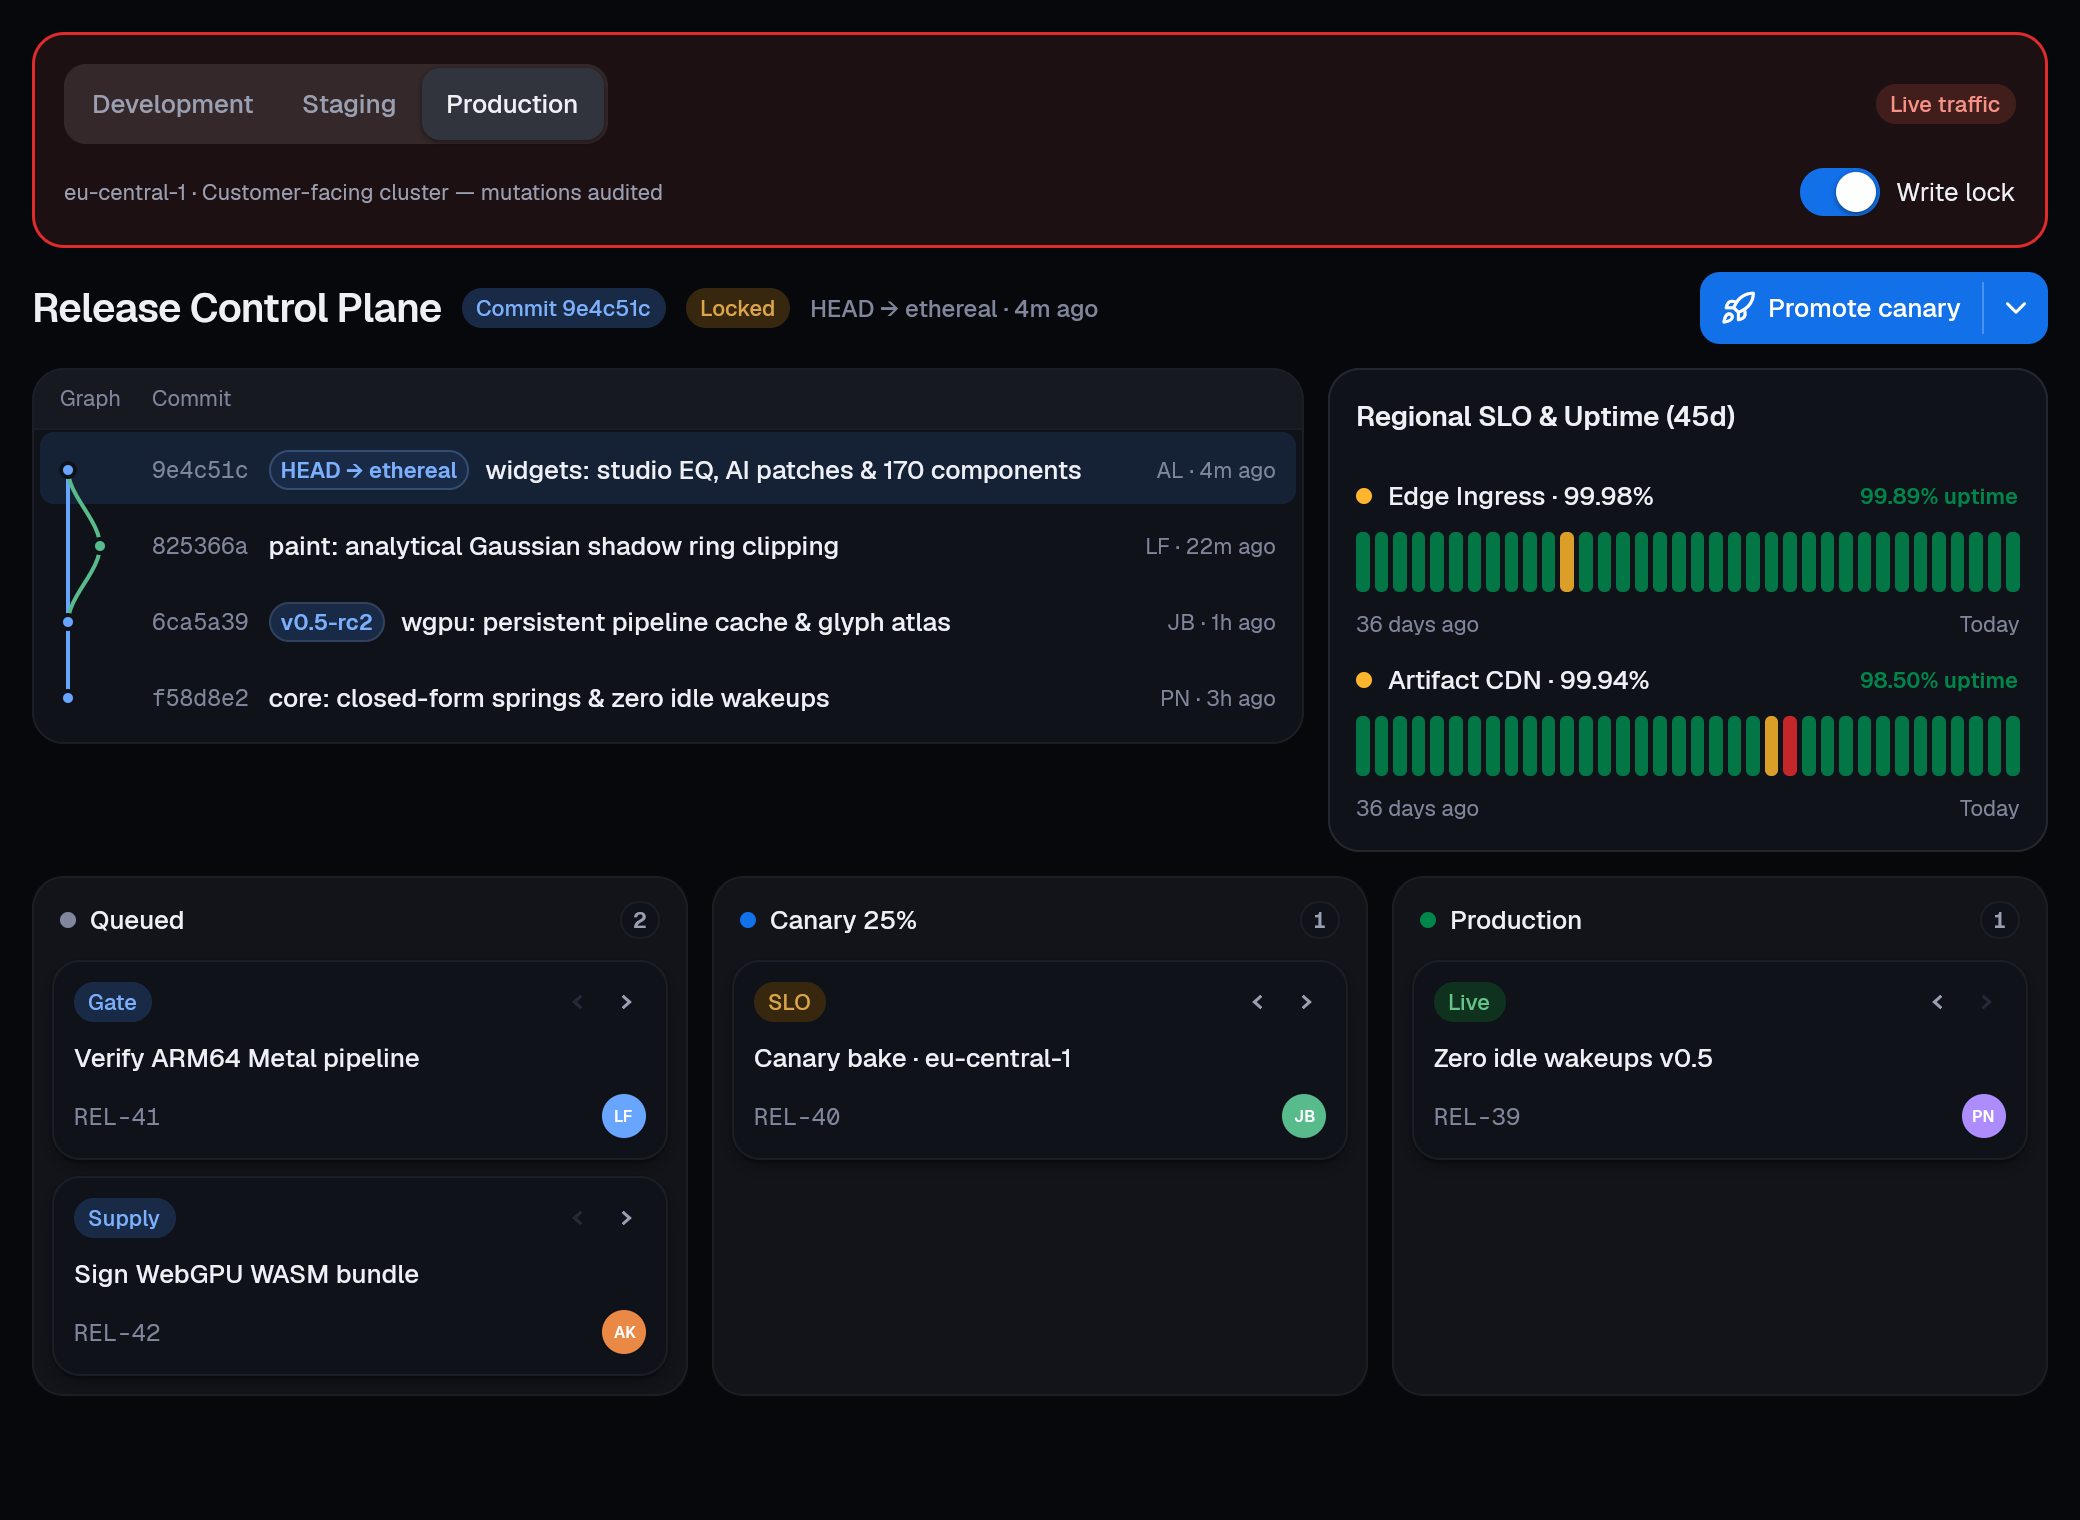 Development Staging Production
Live traffic
eu-central-1 · Customer-facing cluster — mutations audited
Write lock
Release Control Plane Commit 9e4c51c Locked HEAD → ethereal · 4m ago
Promote canary
Graph Commit
9e4c51c HEAD → ethereal widgets: studio EQ, AI patches & 170 components AL · 4m ago
825366a paint: analytical Gaussian shadow ring clipping LF · 22m ago
6ca5a39 v0.5-rc2 wgpu: persistent pipeline cache & glyph atlas JB · 1h ago
f58d8e2 core: closed-form springs & zero idle wakeups PN · 3h ago
Regional SLO & Uptime (45d)
Edge Ingress · 99.98% 99.89% uptime
36 days ago Today
Artifact CDN · 99.94% 98.50% uptime
36 days ago Today
Queued 2
Gate
Verify ARM64 Metal pipeline
REL-41 LF
Supply
Sign WebGPU WASM bundle
REL-42 AK
Canary 25% 1
SLO
Canary bake · eu-central-1
REL-40 JB
Production 1
Live
Zero idle wakeups v0.5
REL-39 PN